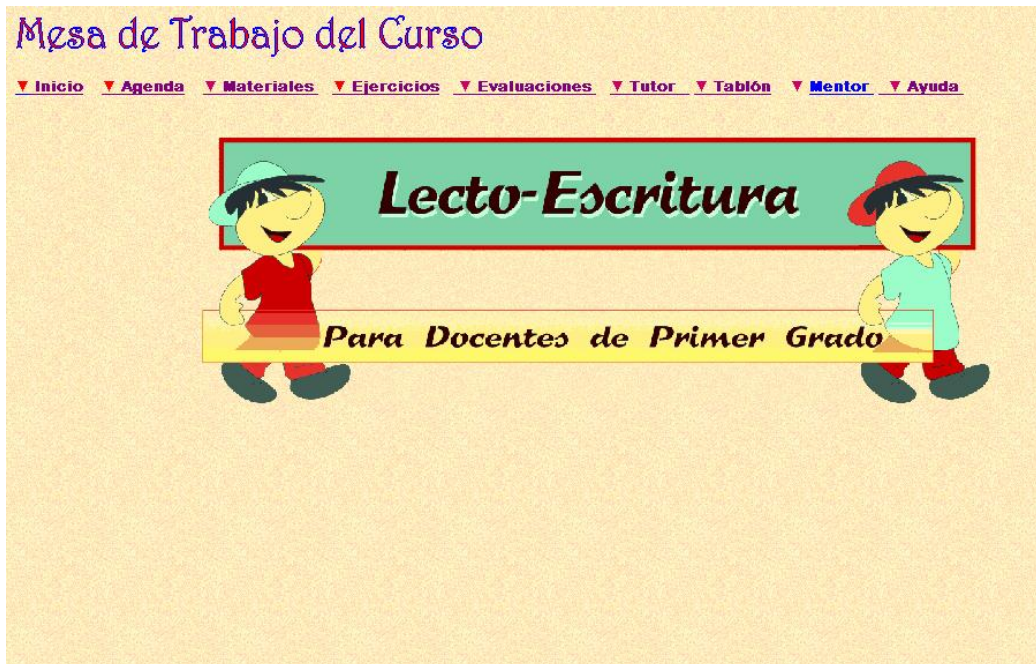 Mesa de Trabajo del Curso
▼ Inicio ▼ Agenda ▼ Materiales ▼ Ejercicios ▼ Evaluaciones ▼ Tutor ▼ Tablón ▼ Mentor ▼ Ayuda
Lecto-Escritura
Para Docentes de Primer Grado